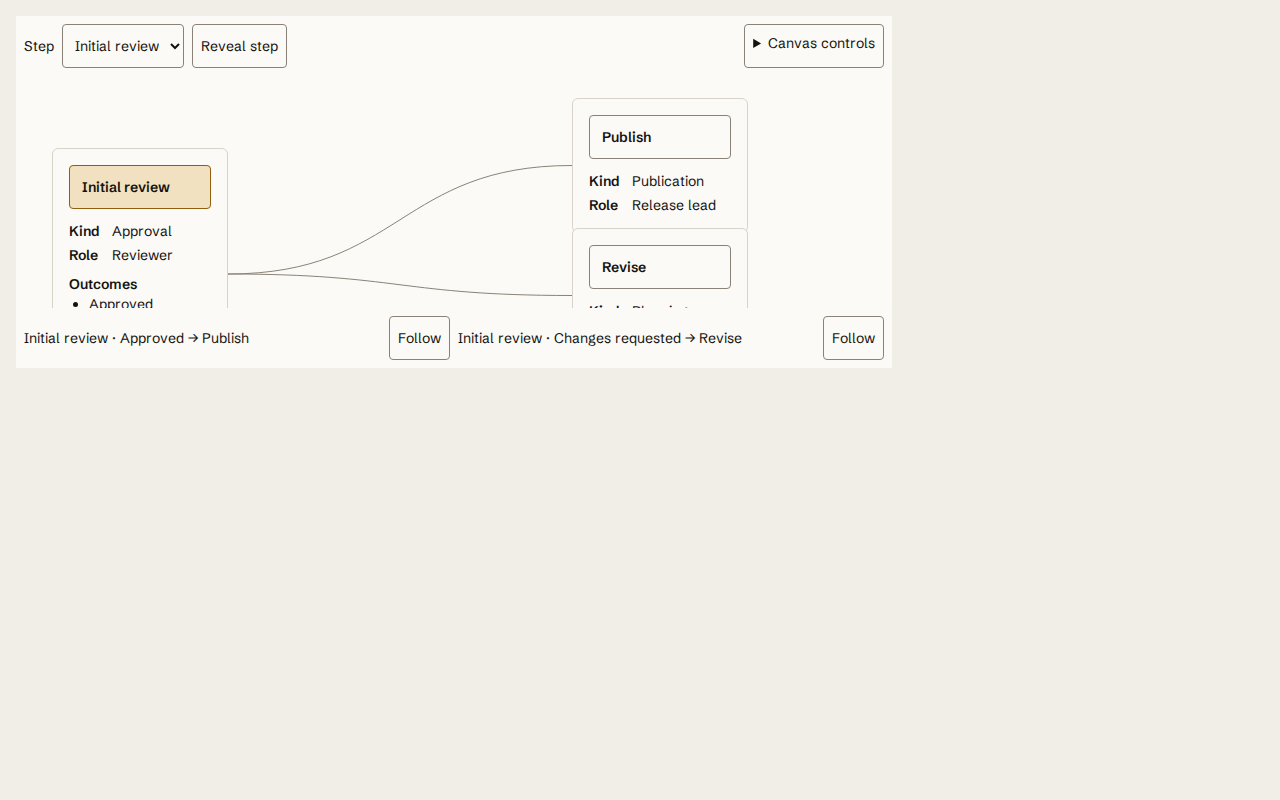 Step Initial review Reveal step ▶ Canvas controls
Publish
Kind Publication
Role Release lead
Initial review
Kind Approval
Role Reviewer
Outcomes
• Approved
Revise
Kind
Initial review · Approved → Publish Follow
Initial review · Changes requested → Revise Follow